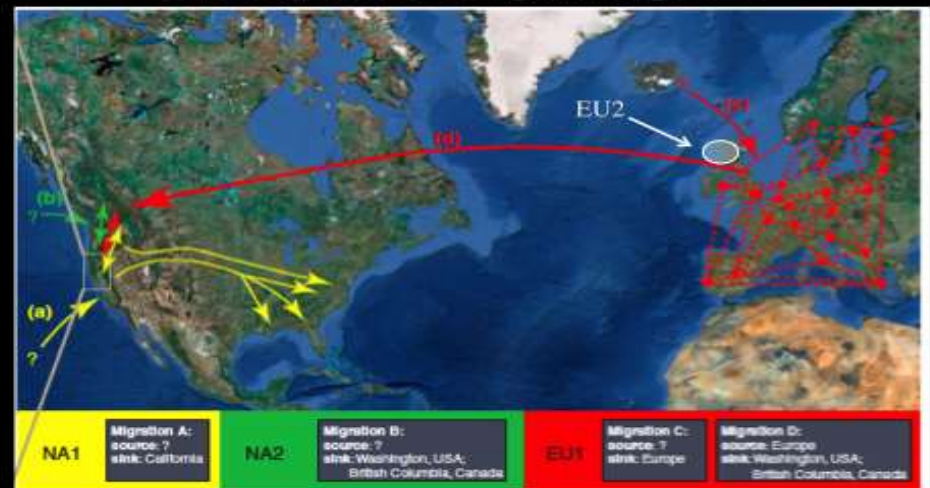 EU2
(d)
(b)
?
(a)
?
NA1
Migration A:
source: ?
sink: California
NA2
Migration B:
source: ?
sink: Washington, USA;
British Columbia, Canada
EU1
Migration C:
source: ?
sink: Europe
Migration D:
source: Europe
sink: Washington, USA;
British Columbia, Canada